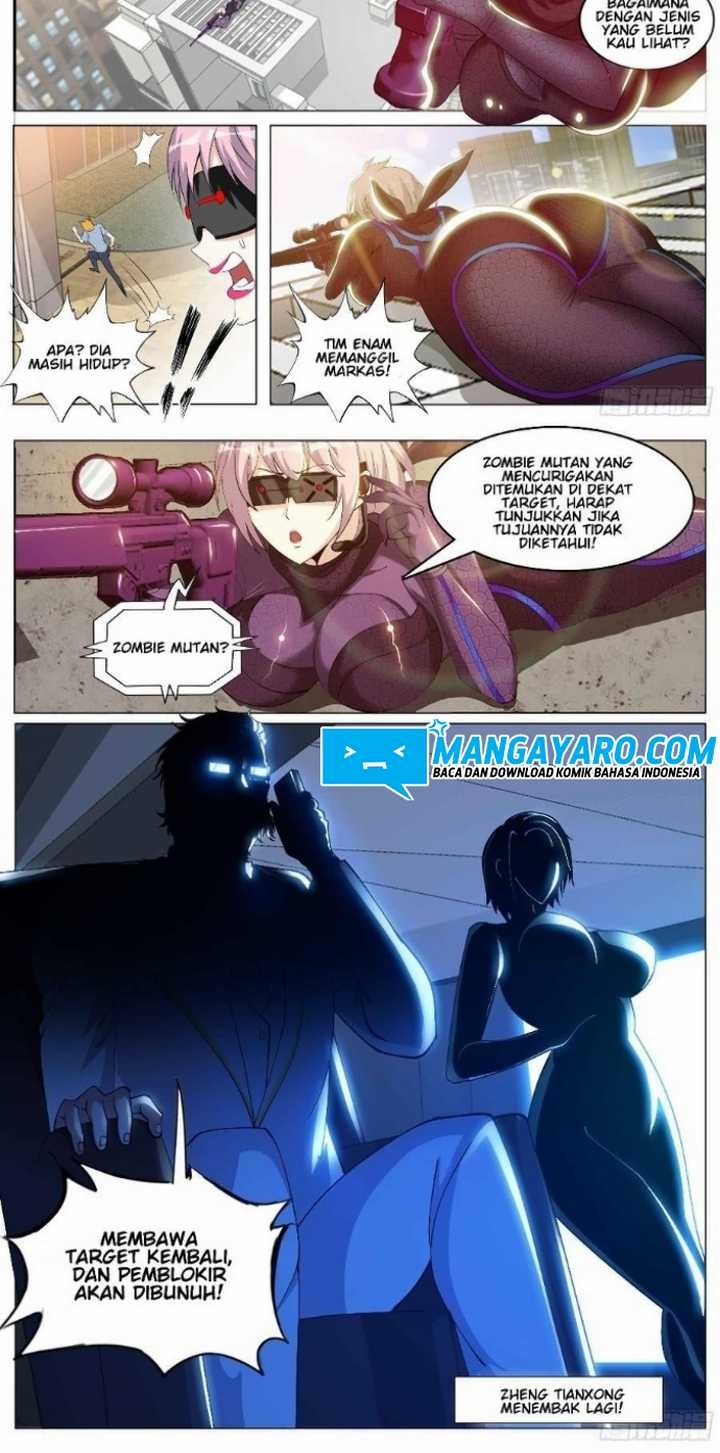 BAGAIMANA
DENGAN JENIS
YANG BELUM
KAU LIHAT?
APA? DIA
MASIH HIDUP?
!!
TIM ENAM
MEMANGGIL
MARKAS!
ZOMBIE MUTAN YANG
MENCURIGAKAN
DITEMUKAN DI DEKAT
TARGET, HARAP
TUNJUKKAN JIKA
TUJUANNYA TIDAK
DIKETAHUI!
ZOMBIE MUTAN?
MANGAYARO.COM
BACA DAN DOWNLOAD KOMIK BAHASA INDONESIA
MEMBAWA
TARGET KEMBALI,
DAN PEMBLOKIR
AKAN DIBUNUH!
ZHENG TIANXONG
MENEMBAK LAGI!